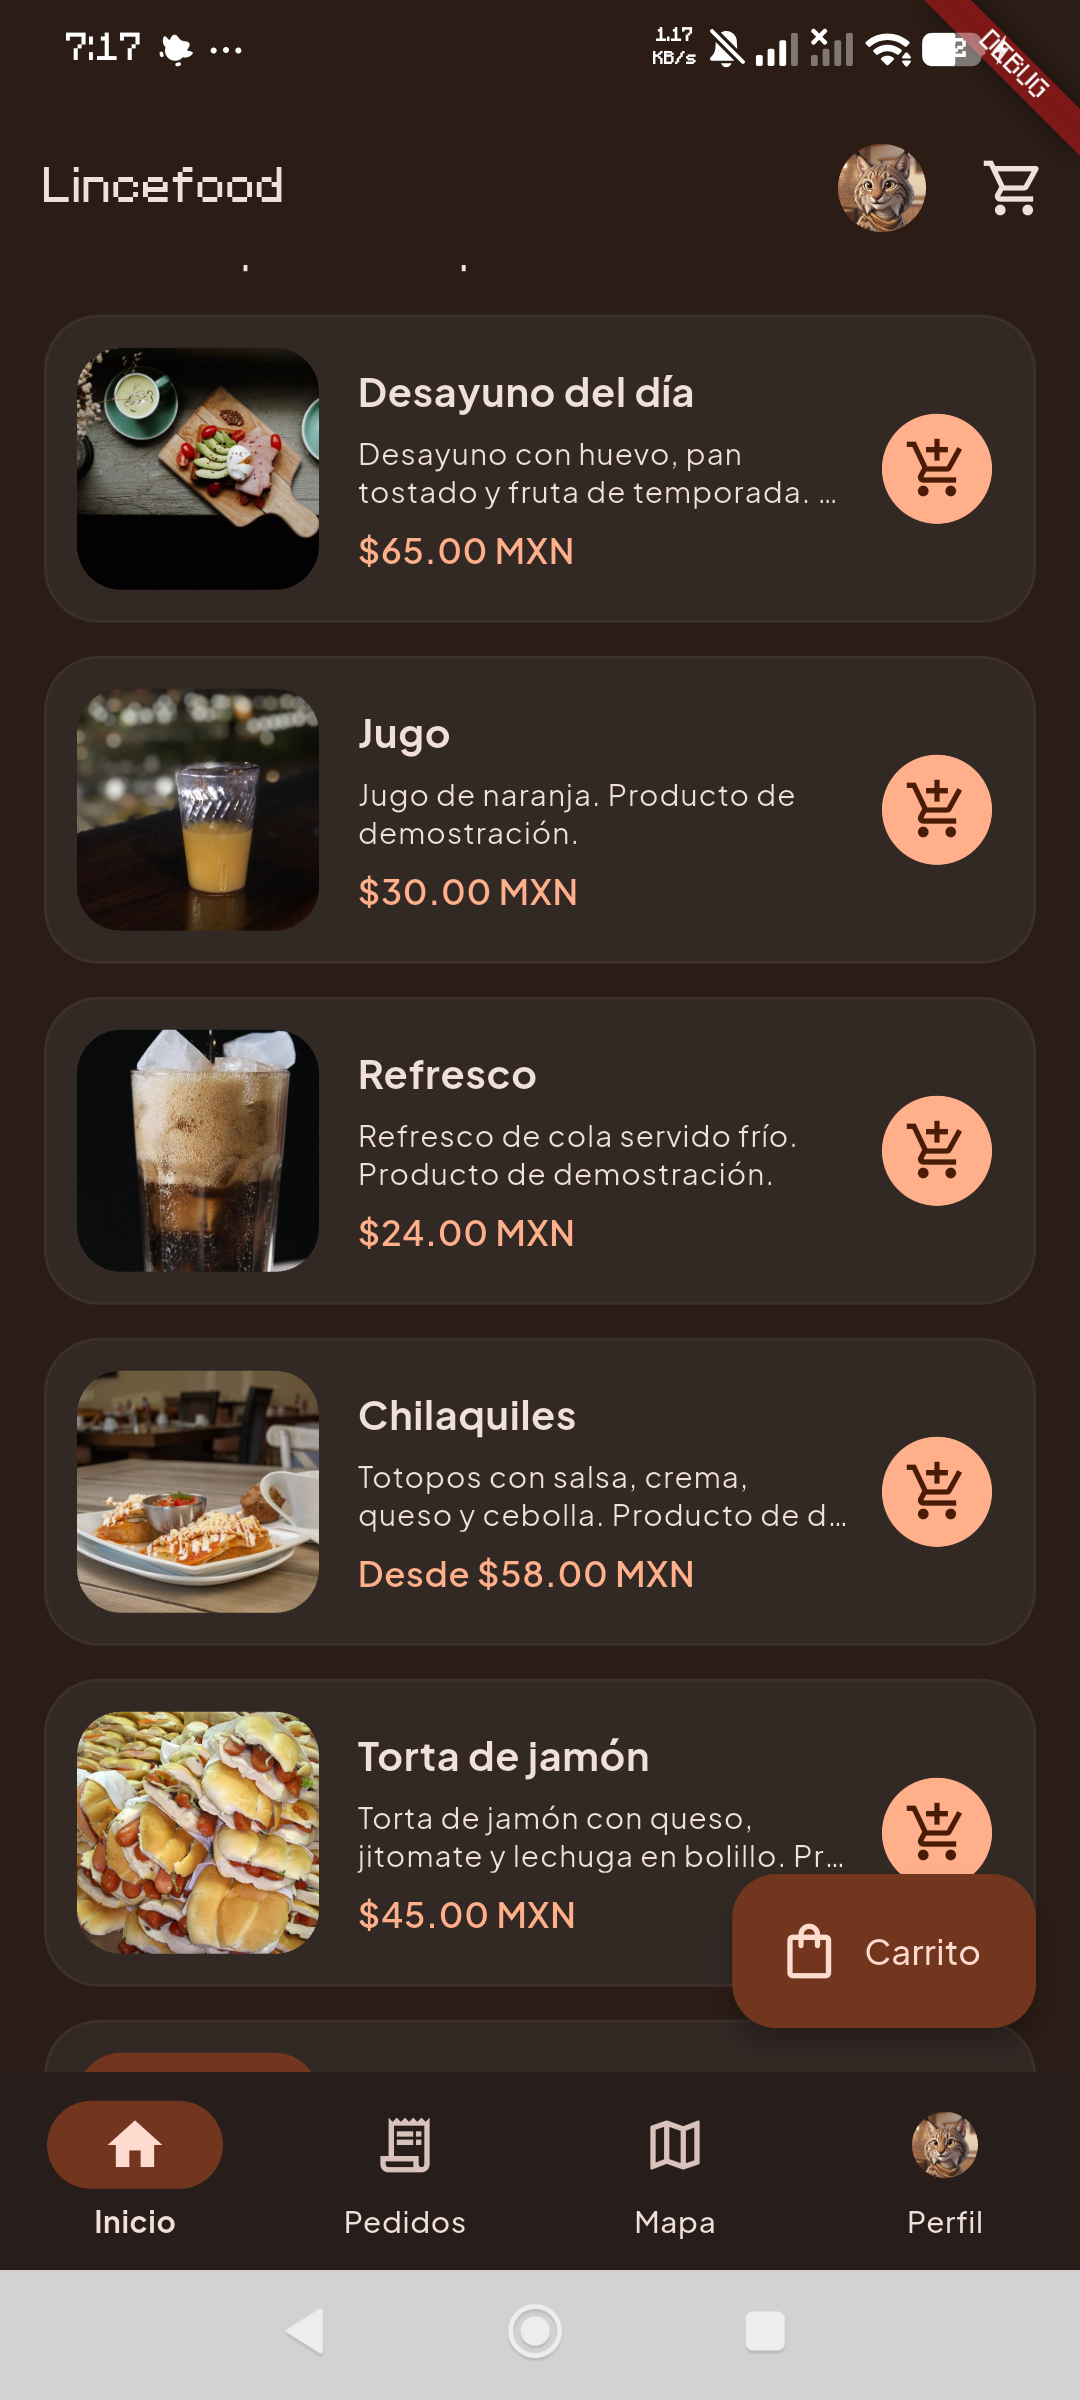 7:17
1.17
KB/s
DEBUG
Lincefood
Desayuno del día
Desayuno con huevo, pan
tostado y fruta de temporada. ...
$65.00 MXN
Jugo
Jugo de naranja. Producto de
demostración.
$30.00 MXN
Refresco
Refresco de cola servido frío.
Producto de demostración.
$24.00 MXN
Chilaquiles
Totopos con salsa, crema,
queso y cebolla. Producto de d...
Desde $58.00 MXN
Torta de jamón
Torta de jamón con queso,
jitomate y lechuga en bolillo. Pr...
$45.00 MXN
Carrito
Inicio
Pedidos
Mapa
Perfil